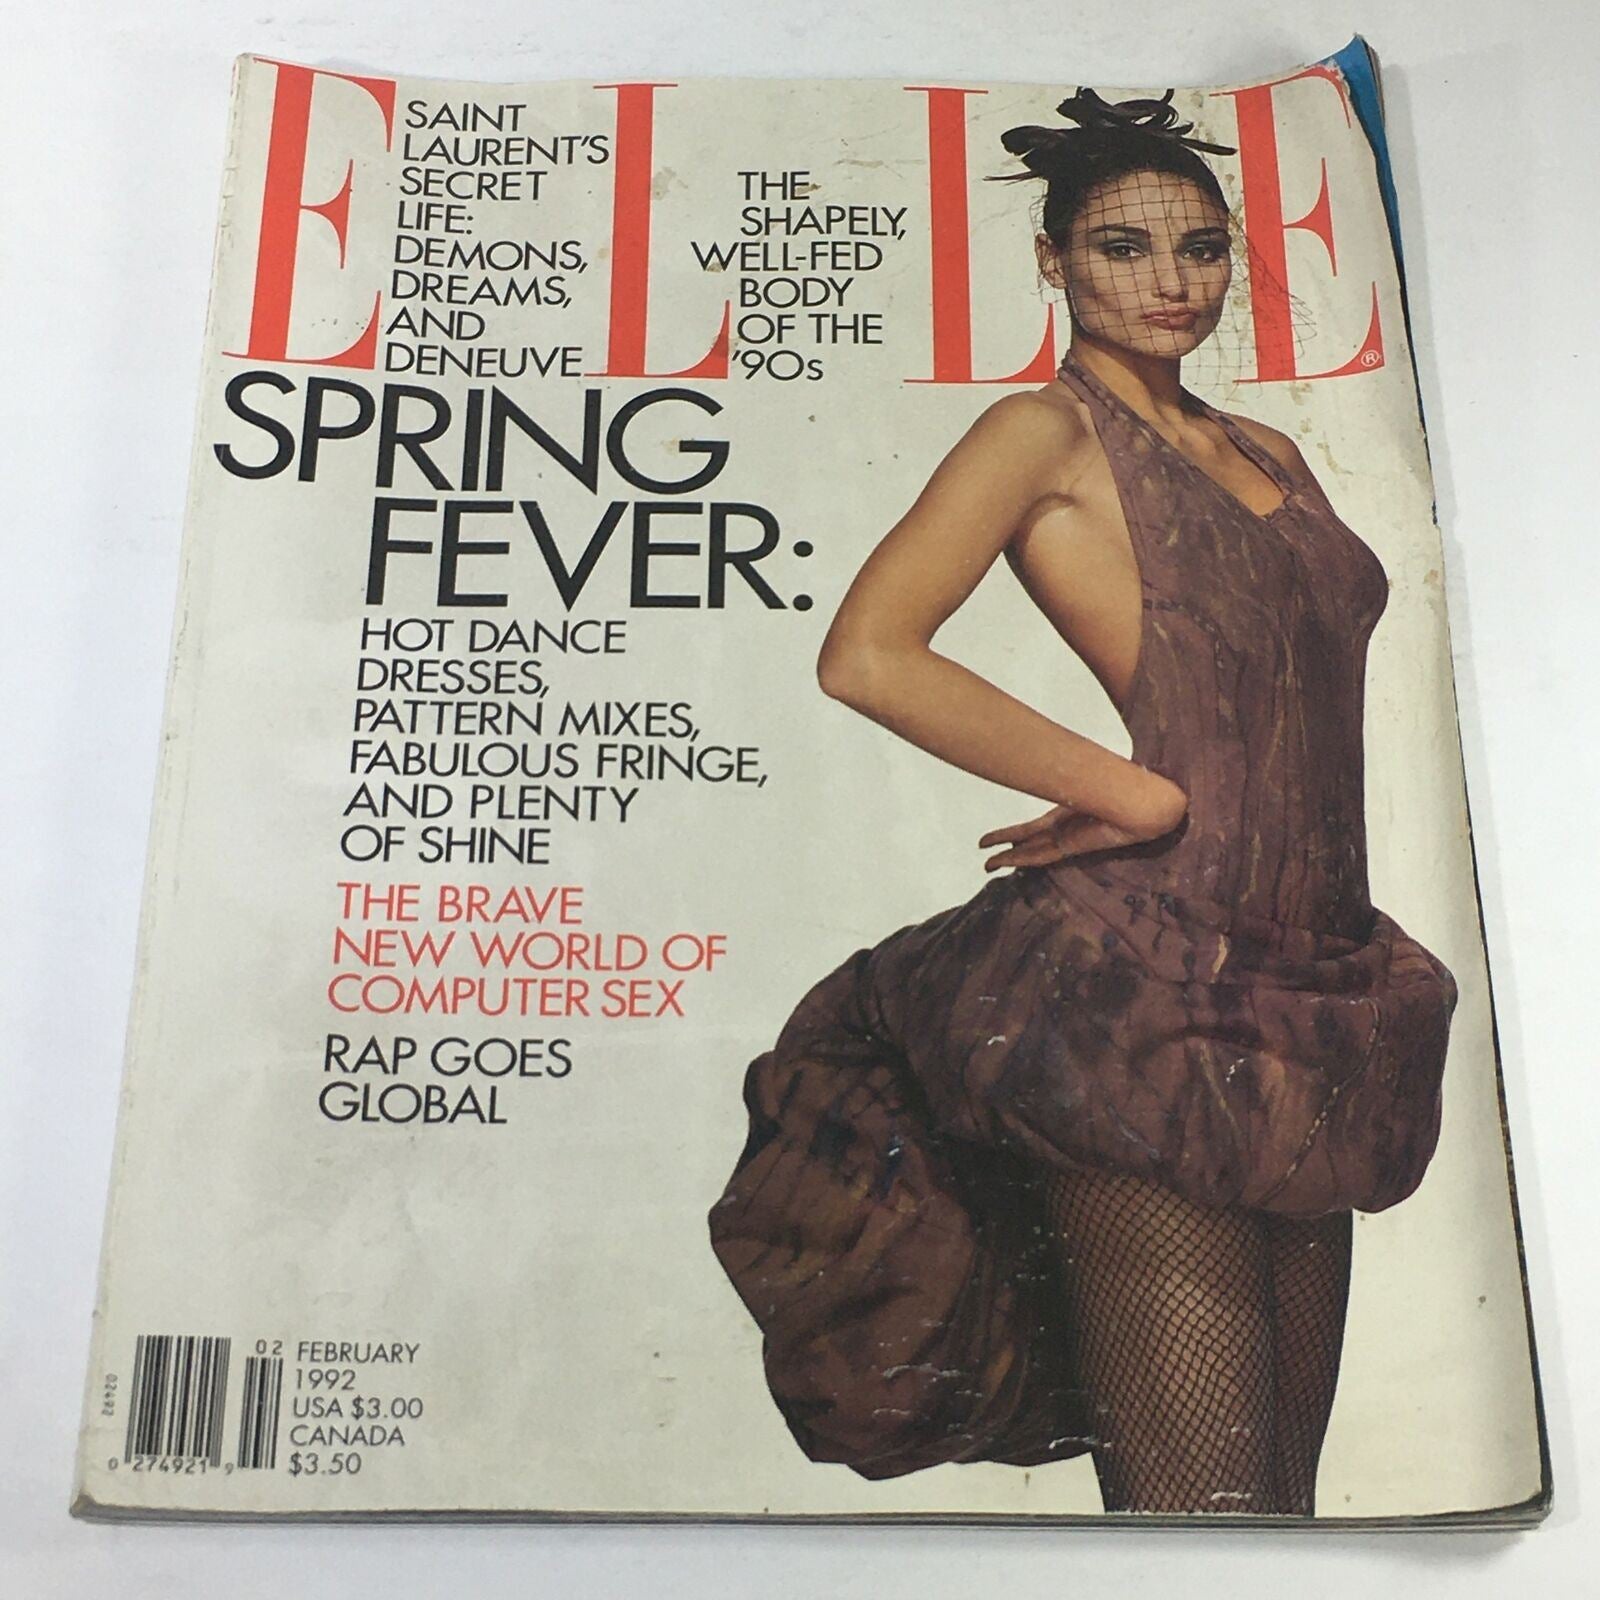 ELLE
SAINT
LAURENT'S
SECRET
LIFE:
DEMONS,
DREAMS,
AND
DENEUVE
THE
SHAPELY,
WELL-FED
BODY
OF THE
'90s
®
SPRING
FEVER:
HOT DANCE
DRESSES,
PATTERN MIXES,
FABULOUS FRINGE,
AND PLENTY
OF SHINE
THE BRAVE
NEW WORLD OF
COMPUTER SEX
RAP GOES
GLOBAL
02492
0 274921 9
02
FEBRUARY
1992
USA $3.00
CANADA
$3.50